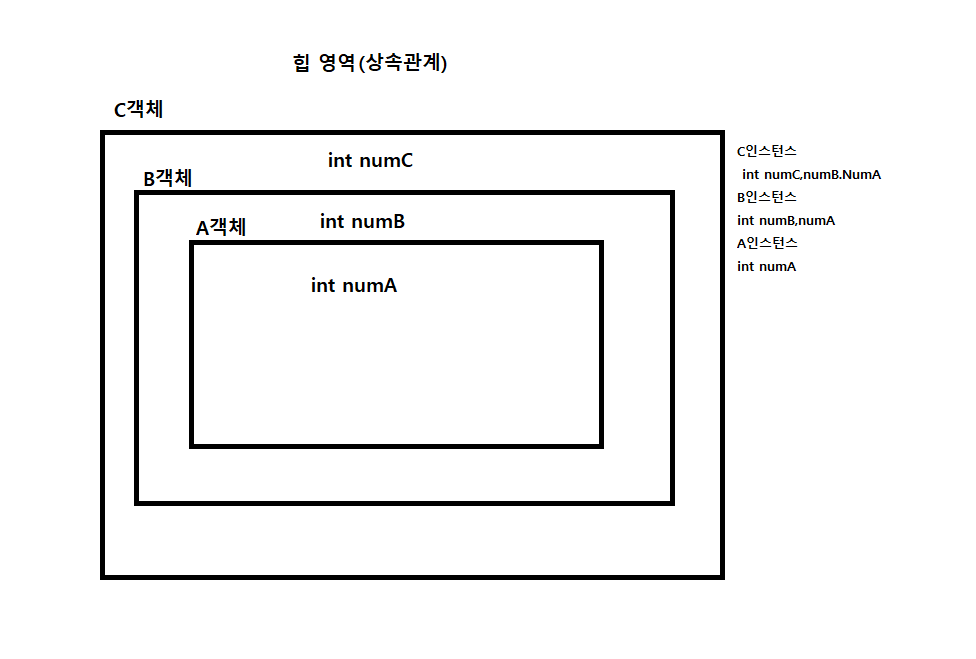 힙 영역(상속관계)
C객체
int numC
B객체
int numB
A객체
int numA
C인스턴스
int numC,numB.NumA
B인스턴스
int numB,numA
A인스턴스
int numA